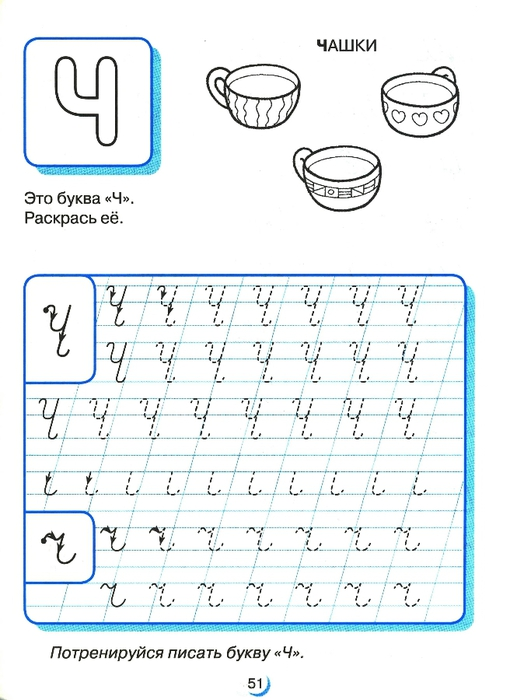 Ч
ЧАШКИ
Это буква «Ч».
Раскрась её.
Ч Ч Ч Ч Ч Ч Ч Ч
Ч Ч Ч Ч Ч Ч Ч
Ч Ч Ч Ч Ч Ч Ч Ч
ч ч ч ч ч ч ч ч
ч ч ч ч ч ч ч
Потренируйся писать букву «Ч».
51